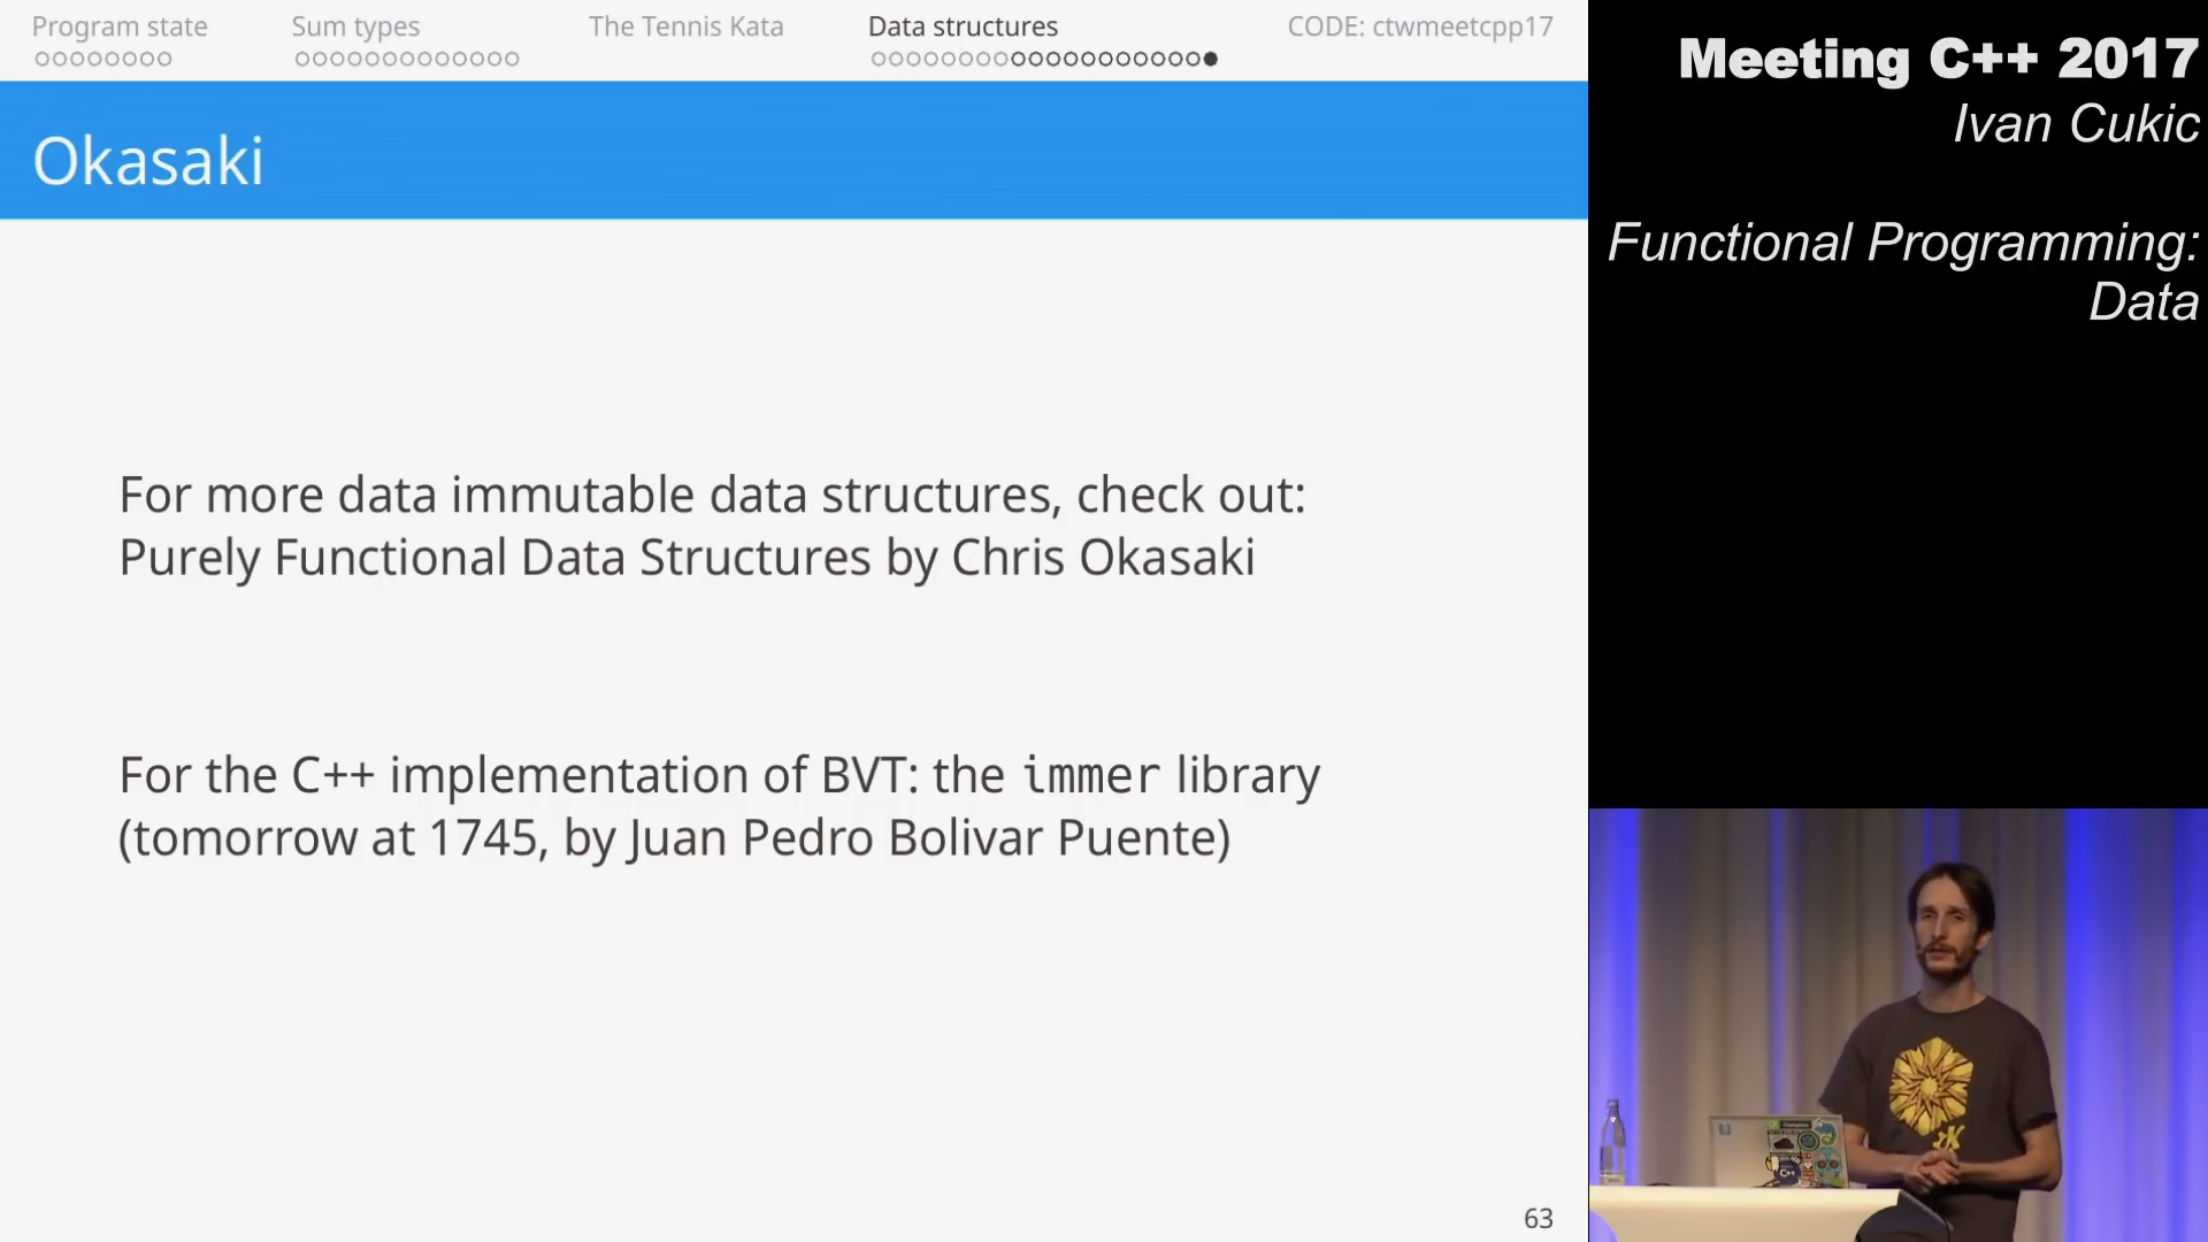 Program state
Sum types
The Tennis Kata
Data structures
CODE: ctwmeetcpp17
Okasaki
For more data immutable data structures, check out:
Purely Functional Data Structures by Chris Okasaki
For the C++ implementation of BVT: the immer library
(tomorrow at 1745, by Juan Pedro Bolivar Puente)
63
Meeting C++ 2017
Ivan Cukic
Functional Programming:
Data
C++